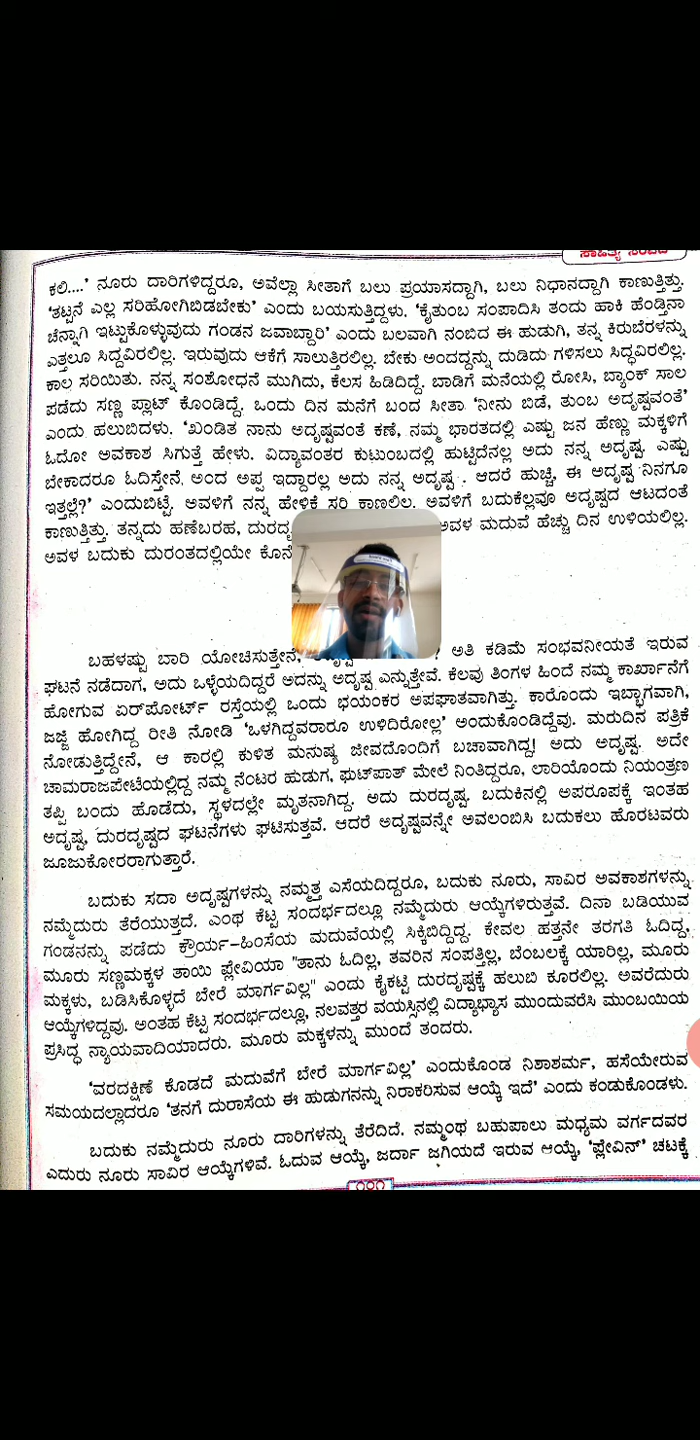 ಸಾಹಿತ್ಯ ಸಂಪದ
ಕಲಿ....' ನೂರು ದಾರಿಗಳಿದ್ದರೂ, ಅವೆಲ್ಲಾ ಸೀತಾಗೆ ಬಲು ಪ್ರಯಾಸದ್ದಾಗಿ, ಬಲು ನಿಧಾನದ್ದಾಗಿ ಕಾಣುತ್ತಿತ್ತು.
'ತಟ್ಟನೆ ಎಲ್ಲ ಸರಿಹೋಗಿಬಿಡಬೇಕು' ಎಂದು ಬಯಸುತ್ತಿದ್ದಳು. 'ಕೈತುಂಬ ಸಂಪಾದಿಸಿ ತಂದು ಹಾಕಿ ಹೆಂಡ್ತಿನಾ
ಚೆನ್ನಾಗಿ ಇಟ್ಟುಕೊಳ್ಳುವುದು ಗಂಡನ ಜವಾಬ್ದಾರಿ' ಎಂದು ಬಲವಾಗಿ ನಂಬಿದ ಈ ಹುಡುಗಿ, ತನ್ನ ಕಿರುಬೆರಳನ್ನು
ಎತ್ತಲೂ ಸಿದ್ದವಿರಲಿಲ್ಲ. ಇರುವುದು ಆಕೆಗೆ ಸಾಲುತ್ತಿರಲಿಲ್ಲ. ಬೇಕು ಅಂದದ್ದನ್ನು ದುಡಿದು ಗಳಿಸಲು ಸಿದ್ಧವಿರಲಿಲ್ಲ.
ಕಾಲ ಸರಿಯಿತು. ನನ್ನ ಸಂಶೋಧನೆ ಮುಗಿದು, ಕೆಲಸ ಹಿಡಿದಿದ್ದೆ. ಬಾಡಿಗೆ ಮನೆಯಲ್ಲಿ ರೋಸಿ, ಬ್ಯಾಂಕ್ ಸಾಲ
ಪಡೆದು ಸಣ್ಣ ಪ್ಲಾಟ್ ಕೊಂಡಿದ್ದೆ. ಒಂದು ದಿನ ಮನೆಗೆ ಬಂದ ಸೀತಾ 'ನೀನು ಬಿಡೆ, ತುಂಬ ಅದೃಷ್ಟವಂತೆ'
ಎಂದು ಹಲುಬಿದಳು. 'ಖಂಡಿತ ನಾನು ಅದೃಷ್ಟವಂತೆ ಕಣೆ, ನಮ್ಮ ಭಾರತದಲ್ಲಿ ಎಷ್ಟು ಜನ ಹೆಣ್ಣು ಮಕ್ಕಳಿಗೆ
ಓದೋ ಅವಕಾಶ ಸಿಗುತ್ತೆ ಹೇಳು. ವಿದ್ಯಾವಂತರ ಕುಟುಂಬದಲ್ಲಿ ಹುಟ್ಟಿದೆನಲ್ಲ ಅದು ನನ್ನ ಅದೃಷ್ಟ. ಎಷ್ಟು
ಬೇಕಾದರೂ ಓದಿಸ್ತೇನೆ, ಅಂದ ಅಪ್ಪ ಇದ್ದಾರಲ್ಲ ಅದು ನನ್ನ ಅದೃಷ್ಟ . ಆದರೆ ಹುಚ್ಚಿ, ಈ ಅದೃಷ್ಟ ನಿನಗೂ
ಇತ್ತಲ್ಲೆ?' ಎಂದುಬಿಟ್ಟೆ. ಅವಳಿಗೆ ನನ್ನ ಹೇಳಿಕೆ ಸರಿ ಕಾಣಲಿಲ್ಲ. ಅವಳಿಗೆ ಬದುಕೆಲ್ಲವೂ ಅದೃಷ್ಟದ ಆಟದಂತೆ
ಕಾಣುತ್ತಿತ್ತು. ತನ್ನದು ಹಣೆಬರಹ, ಅವಳ ಮದುವೆ ಹೆಚ್ಚು ದಿನ ಉಳಿಯಲಿಲ್ಲ.
ಅವಳ ಬದುಕು ದುರಂತದಲ್ಲಿಯೇ
ಬಹಳಷ್ಟು ಬಾರಿ ಯೋಚಿಸುತ್ತೇನೆ, ? ಅತಿ ಕಡಿಮೆ ಸಂಭವನೀಯತೆ ಇರುವ
ಘಟನೆ ನಡೆದಾಗ, ಅದು ಒಳ್ಳೆಯದಿದ್ದರೆ ಅದನ್ನು ಅದೃಷ್ಟ ಎನ್ನುತ್ತೇವೆ. ಕೆಲವು ತಿಂಗಳ ಹಿಂದೆ ನಮ್ಮ ಕಾರ್ಖಾನೆಗೆ
ಹೋಗುವ ಏರ್‌ಪೋರ್ಟ್ ರಸ್ತೆಯಲ್ಲಿ ಒಂದು ಭಯಂಕರ ಅಪಘಾತವಾಗಿತ್ತು. ಕಾರೊಂದು ಇಬ್ಭಾಗವಾಗಿ,
ಜಜ್ಜಿ ಹೋಗಿದ್ದ ರೀತಿ ನೋಡಿ 'ಒಳಗಿದ್ದವರಾರೂ ಉಳಿದಿರೋಲ್ಲ' ಅಂದುಕೊಂಡಿದ್ದೆವು. ಮರುದಿನ ಪತ್ರಿಕೆ
ನೋಡುತ್ತಿದ್ದೇನೆ, ಆ ಕಾರಲ್ಲಿ ಕುಳಿತ ಮನುಷ್ಯ ಜೀವದೊಂದಿಗೆ ಬಚಾವಾಗಿದ್ದ! ಅದು ಅದೃಷ್ಟ. ಅದೇ
ಚಾಮರಾಜಪೇಟೆಯಲ್ಲಿದ್ದ ನಮ್ಮ ನೆಂಟರ ಹುಡುಗ, ಫುಟ್‌ಪಾತ್ ಮೇಲೆ ನಿಂತಿದ್ದರೂ, ಲಾರಿಯೊಂದು ನಿಯಂತ್ರಣ
ತಪ್ಪಿ ಬಂದು ಹೊಡೆದು, ಸ್ಥಳದಲ್ಲೇ ಮೃತನಾಗಿದ್ದ. ಅದು ದುರದೃಷ್ಟ. ಬದುಕಿನಲ್ಲಿ ಅಪರೂಪಕ್ಕೆ ಇಂತಹ
ಅದೃಷ್ಟ, ದುರದೃಷ್ಟದ ಘಟನೆಗಳು ಘಟಿಸುತ್ತವೆ. ಆದರೆ ಅದೃಷ್ಟವನ್ನೇ ಅವಲಂಬಿಸಿ ಬದುಕಲು ಹೊರಟವರು
ಜೂಜುಕೋರರಾಗುತ್ತಾರೆ.
ಬದುಕು ಸದಾ ಅದೃಷ್ಟಗಳನ್ನು ನಮ್ಮತ್ತ ಎಸೆಯದಿದ್ದರೂ, ಬದುಕು ನೂರು, ಸಾವಿರ ಅವಕಾಶಗಳನ್ನು
ನಮ್ಮೆದುರು ತೆರೆಯುತ್ತದೆ. ಎಂಥ ಕೆಟ್ಟ ಸಂದರ್ಭದಲ್ಲೂ ನಮ್ಮೆದುರು ಆಯ್ಕೆಗಳಿರುತ್ತವೆ. ದಿನಾ ಬಡಿಯುವ
ಗಂಡನನ್ನು ಪಡೆದು ಕ್ರೌರ್ಯ-ಹಿಂಸೆಯ ಮದುವೆಯಲ್ಲಿ ಸಿಕ್ಕಿಬಿದ್ದಿದ್ದ, ಕೇವಲ ಹತ್ತನೇ ತರಗತಿ ಓದಿದ್ದ,
ಮೂರು ಸಣ್ಣಮಕ್ಕಳ ತಾಯಿ ಫ್ಲೇವಿಯಾ "ತಾನು ಓದಿಲ್ಲ, ತವರಿನ ಸಂಪತ್ತಿಲ್ಲ, ಬೆಂಬಲಕ್ಕೆ ಯಾರಿಲ್ಲ, ಮೂರು
ಮಕ್ಕಳು, ಬಡಿಸಿಕೊಳ್ಳದೆ ಬೇರೆ ಮಾರ್ಗವಿಲ್ಲ" ಎಂದು ಕೈಕಟ್ಟಿ ದುರದೃಷ್ಟಕ್ಕೆ ಹಲುಬಿ ಕೂರಲಿಲ್ಲ. ಅವರೆದುರು
ಆಯ್ಕೆಗಳಿದ್ದವು. ಅಂತಹ ಕೆಟ್ಟ ಸಂದರ್ಭದಲ್ಲೂ, ನಲವತ್ತರ ವಯಸ್ಸಿನಲ್ಲಿ ವಿದ್ಯಾಭ್ಯಾಸ ಮುಂದುವರೆಸಿ ಮುಂಬಯಿಯ
ಪ್ರಸಿದ್ಧ ನ್ಯಾಯವಾದಿಯಾದರು. ಮೂರು ಮಕ್ಕಳನ್ನು ಮುಂದೆ ತಂದರು.
'ವರದಕ್ಷಿಣೆ ಕೊಡದೆ ಮದುವೆಗೆ ಬೇರೆ ಮಾರ್ಗವಿಲ್ಲ' ಎಂದುಕೊಂಡ ನಿಶಾಶರ್ಮ, ಹಸೆಯೇರುವ
ಸಮಯದಲ್ಲಾದರೂ 'ತನಗೆ ದುರಾಸೆಯ ಈ ಹುಡುಗನನ್ನು ನಿರಾಕರಿಸುವ ಆಯ್ಕೆ ಇದೆ' ಎಂದು ಕಂಡುಕೊಂಡಳು.
ಬದುಕು ನಮ್ಮೆದುರು ನೂರು ದಾರಿಗಳನ್ನು ತೆರೆದಿದೆ. ನಮ್ಮಂಥ ಬಹುಪಾಲು ಮಧ್ಯಮ ವರ್ಗದವರ
ಎದುರು ನೂರು ಸಾವಿರ ಆಯ್ಕೆಗಳಿವೆ. ಓದುವ ಆಯ್ಕೆ, ಜರ್ದಾ ಜಗಿಯದೆ ಇರುವ ಆಯ್ಕೆ, 'ಫ್ಲೇವಿನ್' ಚಟಕ್ಕೆ
೧೦೧